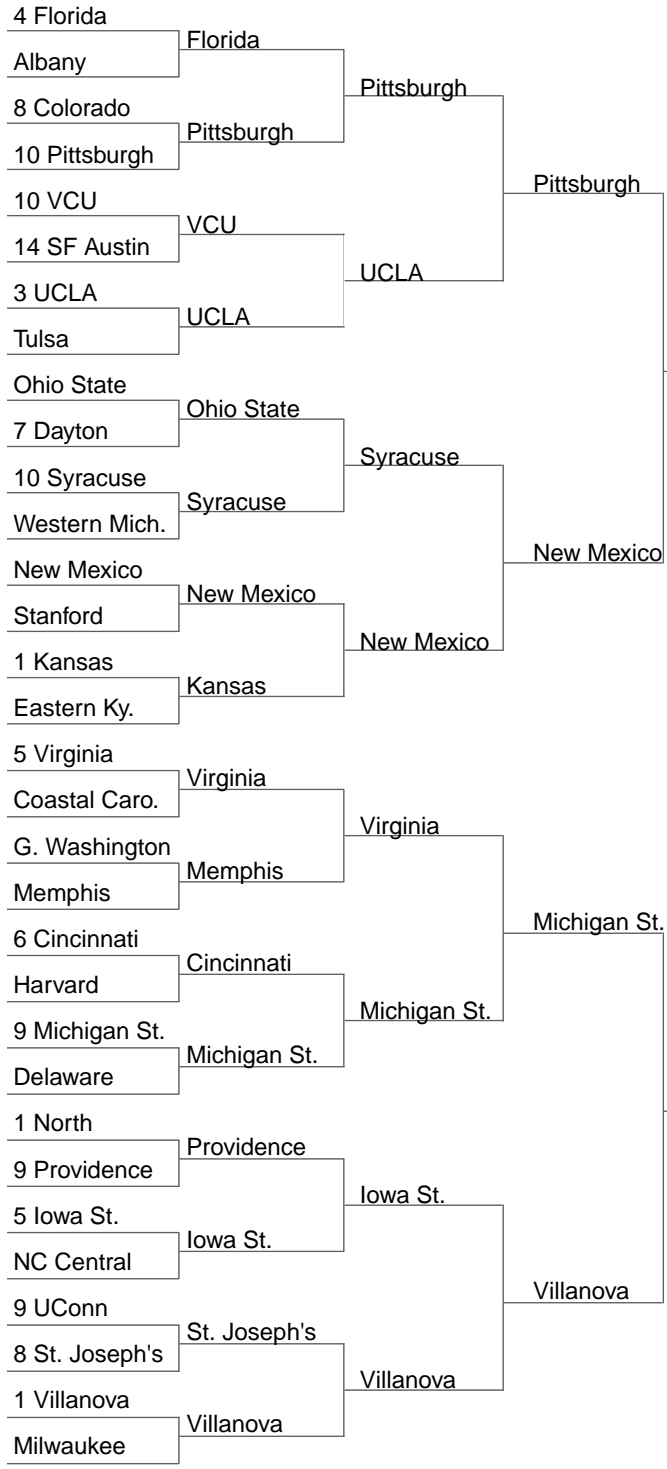 4 Florida
Albany
8 Colorado
10 Pittsburgh
10 VCU
14 SF Austin
3 UCLA
Tulsa
Ohio State
7 Dayton
10 Syracuse
Western Mich.
New Mexico
Stanford
1 Kansas
Eastern Ky.
5 Virginia
Coastal Caro.
G. Washington
Memphis
6 Cincinnati
Harvard
9 Michigan St.
Delaware
1 North
9 Providence
5 Iowa St.
NC Central
9 UConn
8 St. Joseph's
1 Villanova
Milwaukee
Florida
Pittsburgh
VCU
UCLA
Ohio State
Syracuse
New Mexico
Kansas
Virginia
Memphis
Cincinnati
Michigan St.
Providence
Iowa St.
St. Joseph's
Villanova
Pittsburgh
UCLA
Syracuse
New Mexico
Virginia
Michigan St.
Iowa St.
Villanova
Pittsburgh
New Mexico
Michigan St.
Villanova